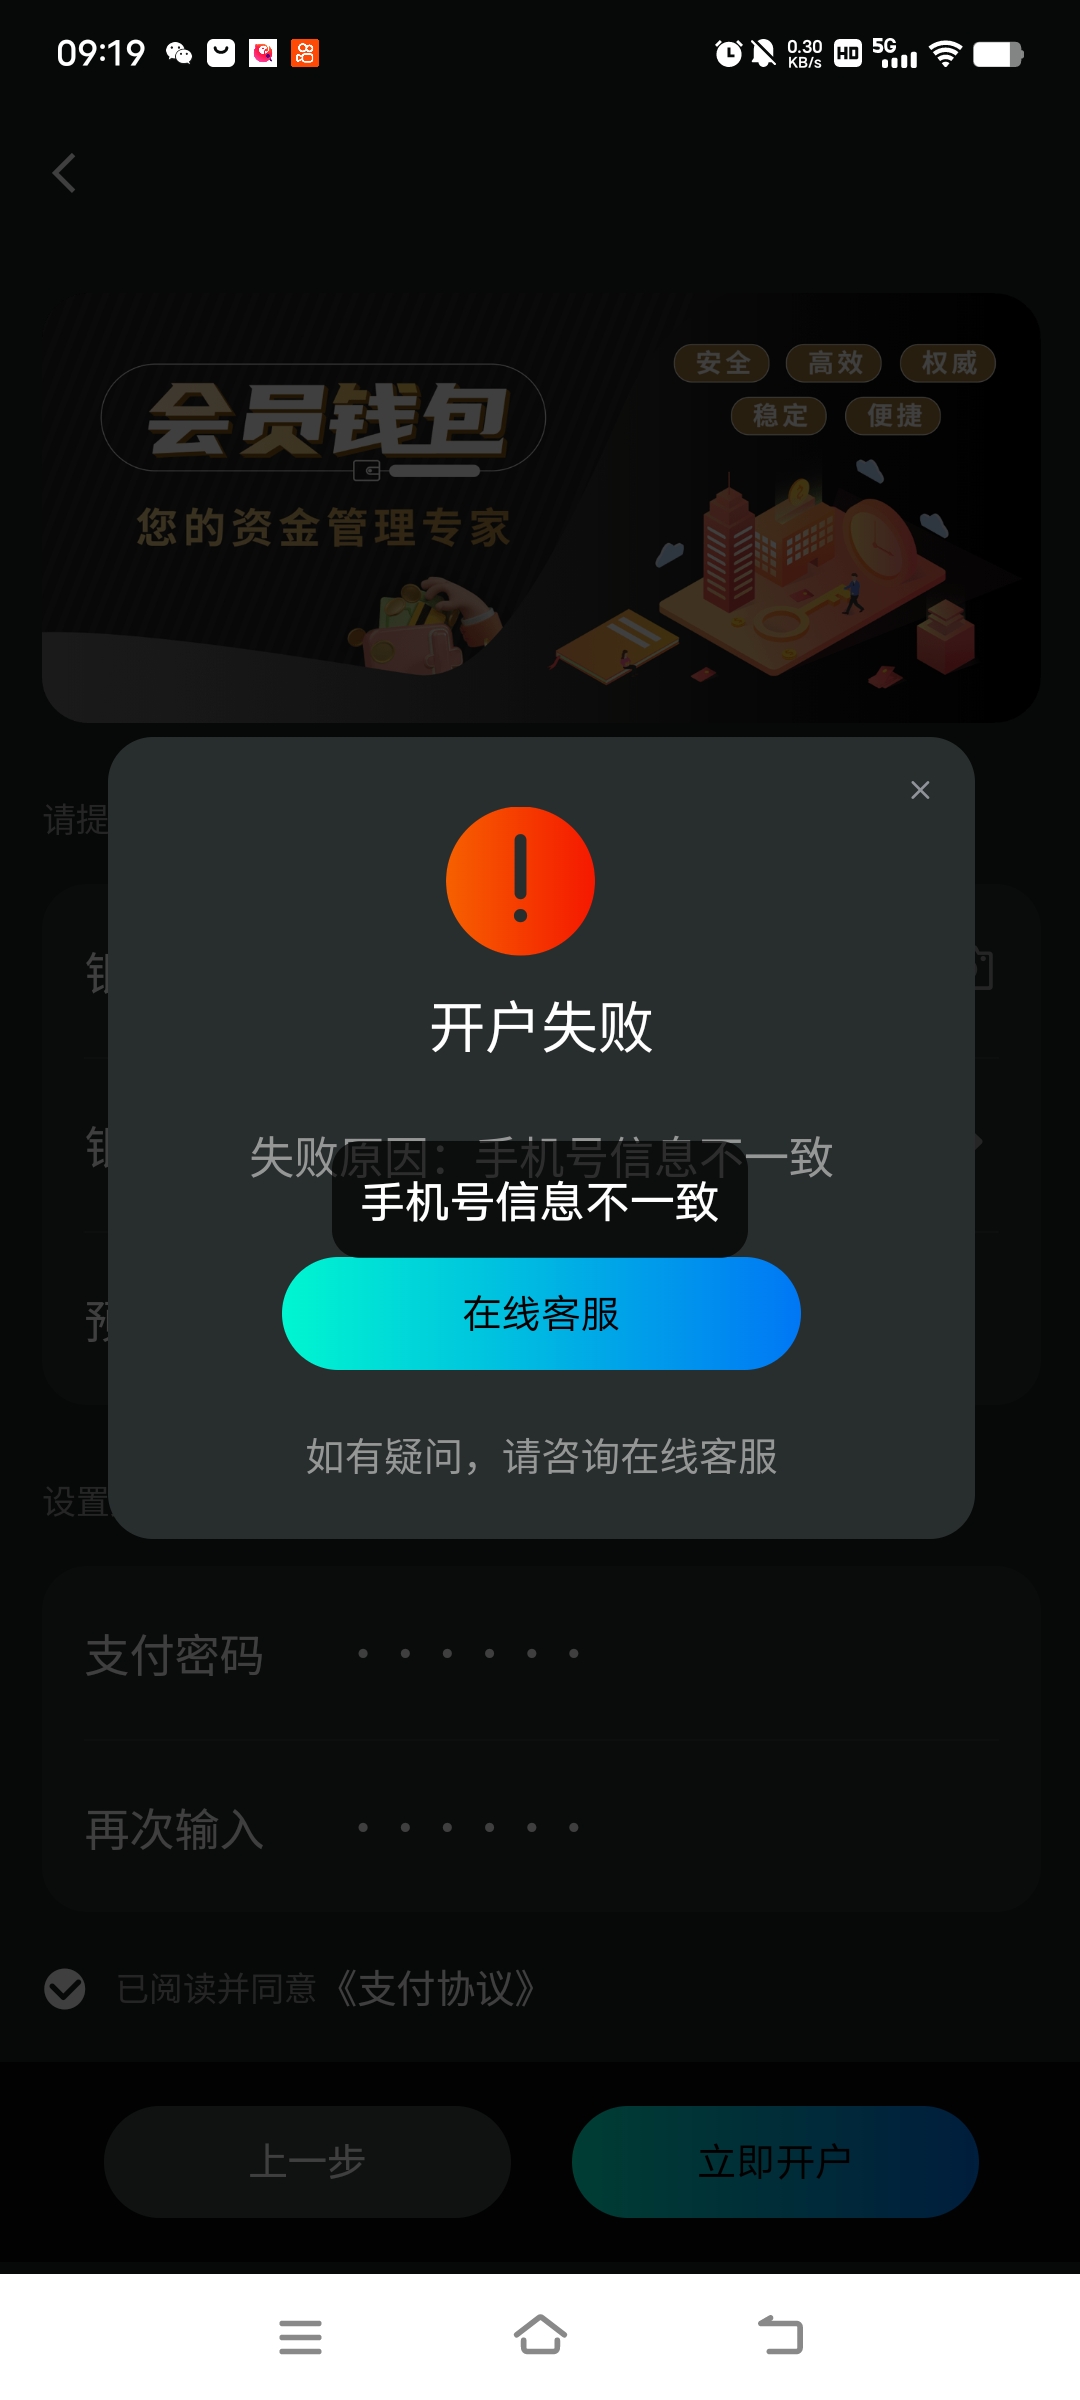 09:19
0.30
KB/s
HD
5G
会员钱包
您的资金管理专家
安全 高效 权威
稳定 便捷
请提
开户失败
失败原因：手机号信息不一致
手机号信息不一致
在线客服
如有疑问，请咨询在线客服
设置
支付密码 ••••••
再次输入 ••••••
已阅读并同意《支付协议》
上一步 立即开户